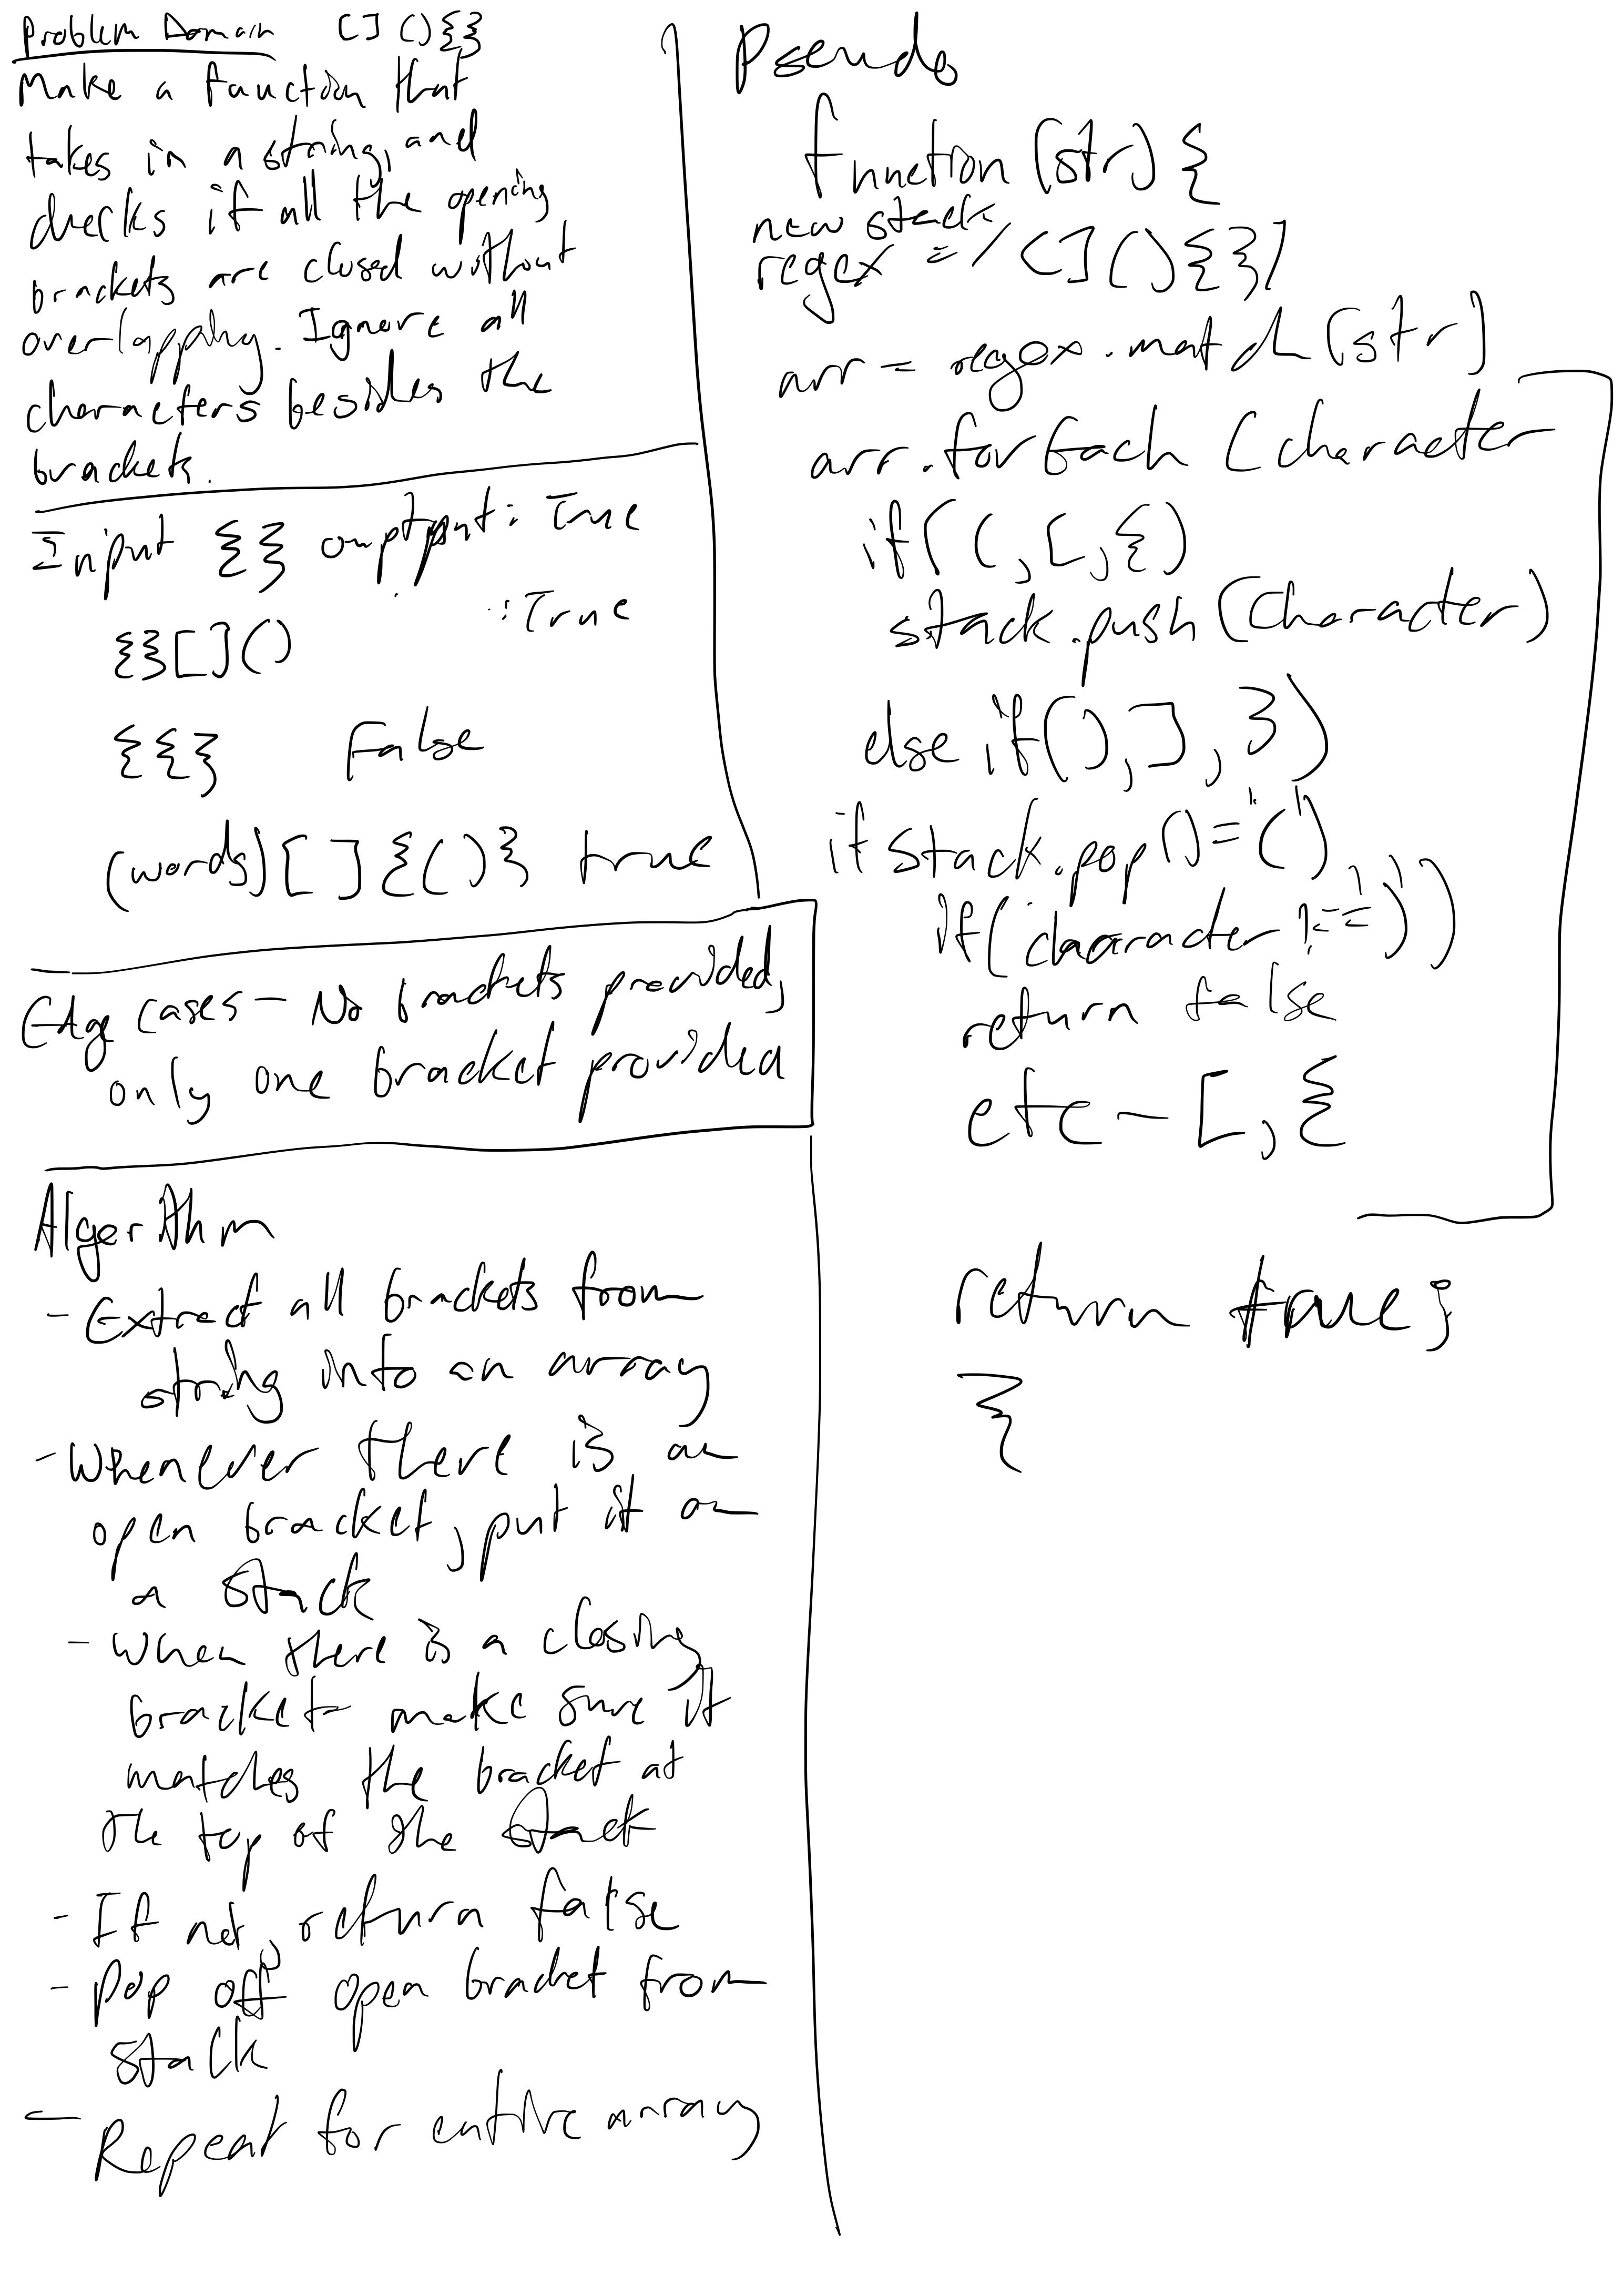 Problem Domain [] () {}
Make a function that
takes in a string, and
checks if all the opening
brackets are closed without
overlapping. Ignore all
characters besides the
brackets.
Input {} output: True
{}[]() : True
{{} False
(words)[]{()} true
Edge cases - No brackets provided,
only one bracket provided
Algorithm
- Extract all brackets from
string into an array
- Whenever there is an
open bracket, put it on
a stack
- When there is a closing
bracket make sure it
matches the bracket at
the top of the stack
- If not, return false
- Pop off open bracket from
stack
- Repeat for entire array
Pseudo
function (str) {
new stack
regex = /[](){}/
arr = regex.match(str)
arr.forEach (character
if( (, [, {)
stack.push(character)
else if( ), ], })
if stack.pop() = '('
if(character !== ')')
return false
etc - [, {
return true;
}